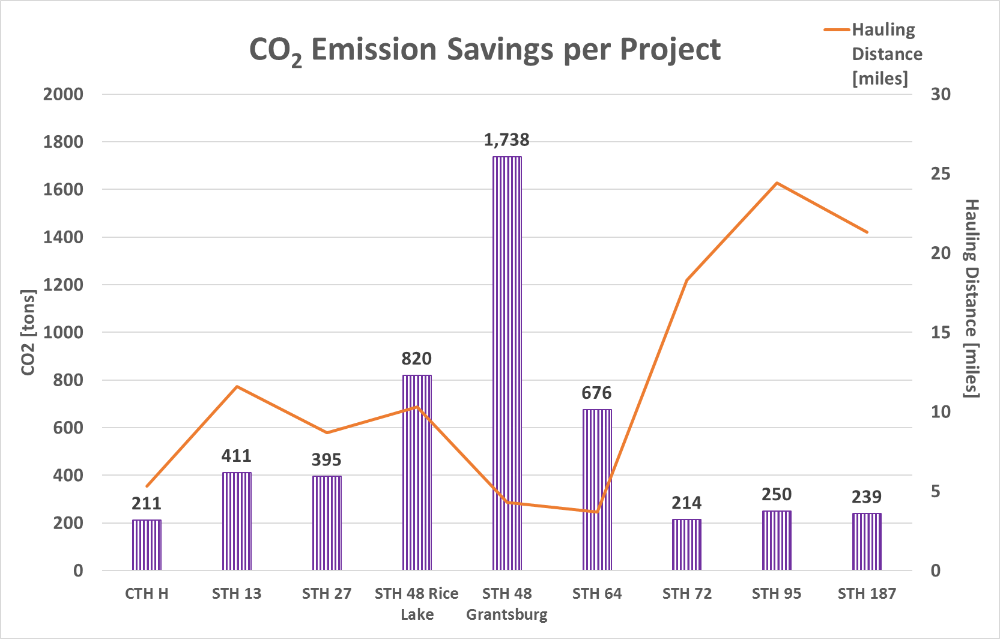 CO₂ Emission Savings per Project
Hauling
Distance
[miles]
2000
1800
1600
1400
1200
1000
800
600
400
200
0
CO2 [tons]
30
25
20
15
10
5
0
Hauling Distance [miles]
211
411
395
820
1,738
676
214
250
239
CTH H
STH 13
STH 27
STH 48 Rice
Lake
STH 48
Grantsburg
STH 64
STH 72
STH 95
STH 187